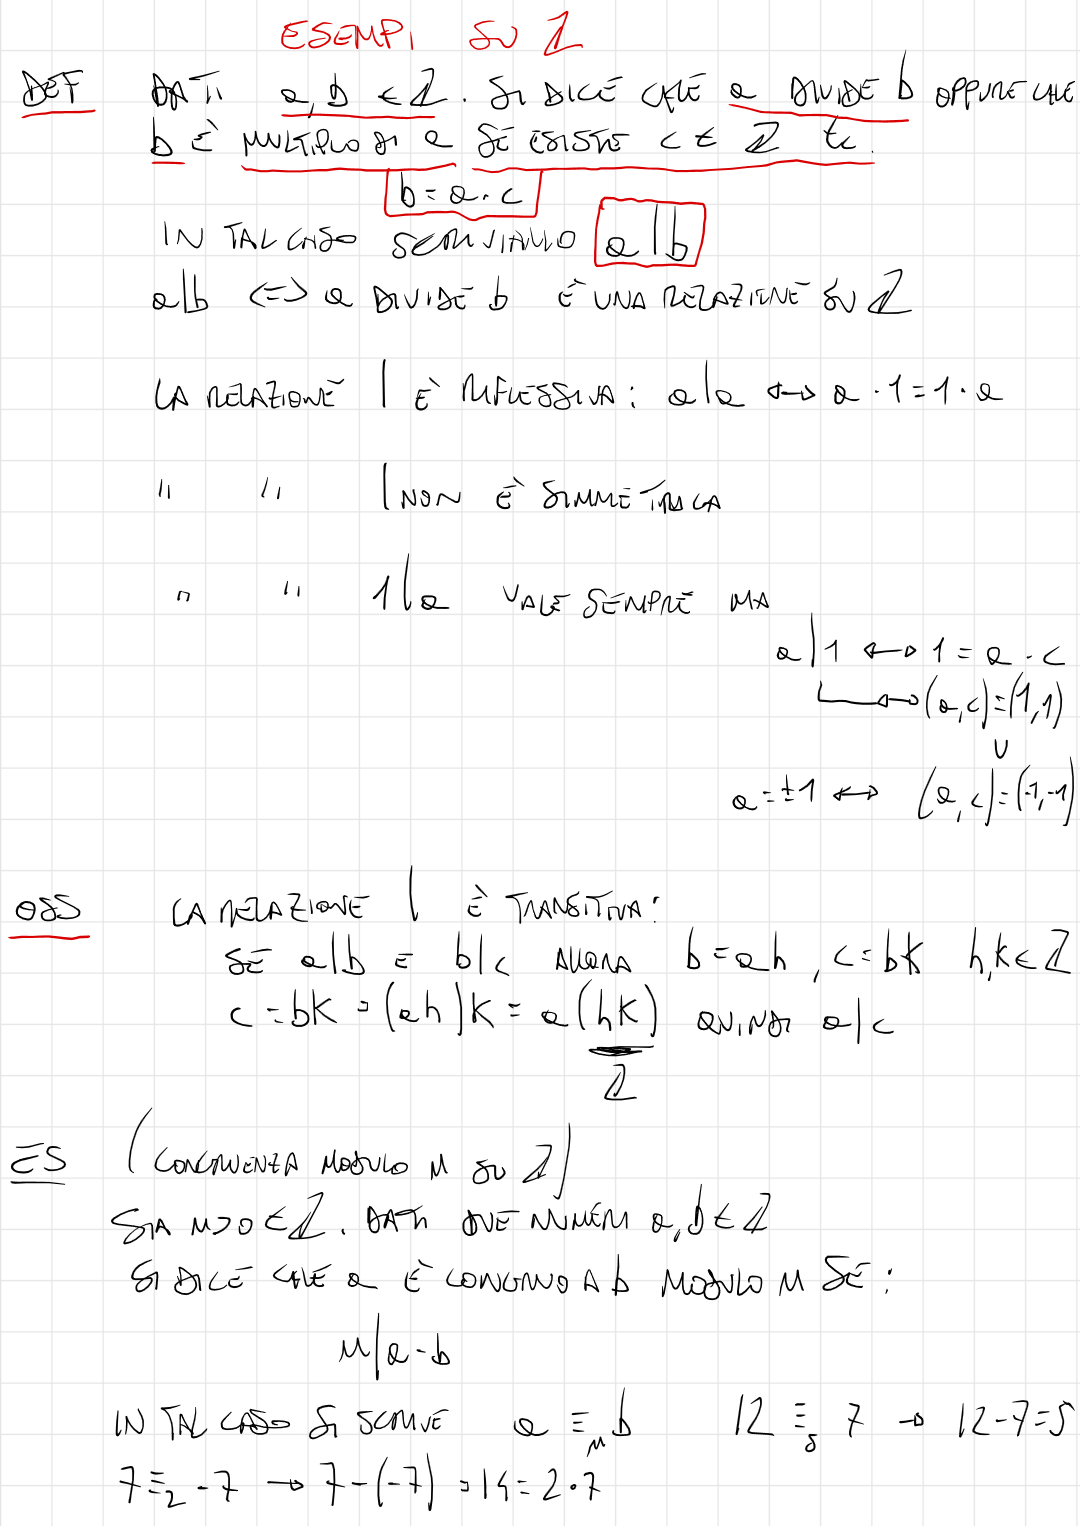 ESEMPI SU ℤ
DEF DATI a, b ∈ ℤ. SI DICE CHE a DIVIDE b OPPURE CHE
b È MULTIPLO DI a SE ESISTE c ∈ ℤ tc.
b = a · c
IN TAL CASO SCRIVIAMO a|b
a|b <=> a DIVIDE b È UNA RELAZIONE SU ℤ
LA RELAZIONE | È RIFLESSIVA: a|a ↔ a · 1 = 1 · a
" " | NON È SIMMETRICA
" " 1|a VALE SEMPRE MA
a|1 ↔ 1 = a · c
↔ (a, c) = (1, 1)
∨
a = ±1 ↔ (a, c) = (-1, -1)
OSS LA RELAZIONE | È TRANSITIVA:
SE a|b E b|c ALLORA b = ah, c = bK h, K ∈ ℤ
c = bK = (ah)K = a(hK) QUINDI a|c
ℤ
ES (CONGRUENZA MODULO M SU ℤ)
SIA M>0 ∈ ℤ. DATI DUE NUMERI a, b ∈ ℤ
SI DICE CHE a È CONGRUO A b MODULO M SE:
M|a-b
IN TAL CASO SI SCRIVE a ≡_M b 12 ≡_5 7 → 12-7=5
7 ≡_2 -7 → 7-(-7) = 14 = 2·7